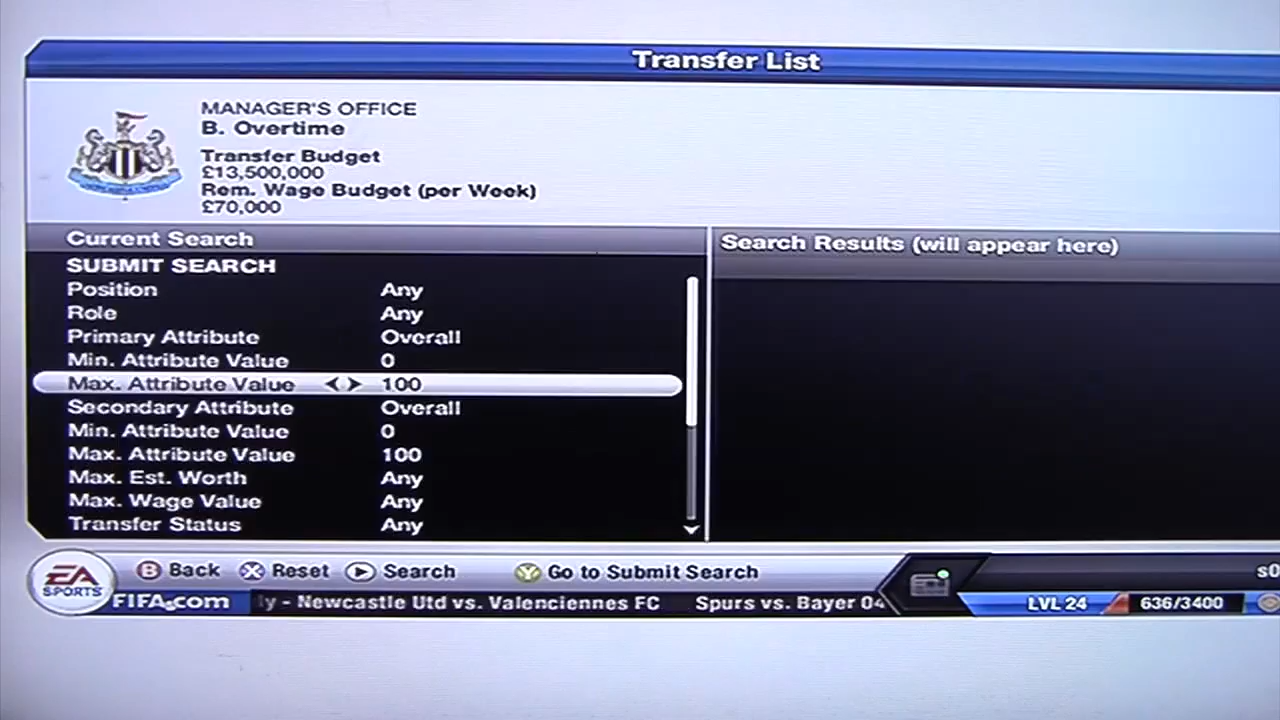 Transfer List
MANAGER'S OFFICE
B. Overtime
Transfer Budget
£13,500,000
Rem. Wage Budget (per Week)
£70,000
Current Search
Search Results (will appear here)
SUBMIT SEARCH
Position Any
Role Any
Primary Attribute Overall
Min. Attribute Value 0
Max. Attribute Value 100
Secondary Attribute Overall
Min. Attribute Value 0
Max. Attribute Value 100
Max. Est. Worth Any
Max. Wage Value Any
Transfer Status Any
B Back X Reset Search Y Go to Submit Search
EA SPORTS
s0
FIFA.com ly - Newcastle Utd vs. Valenciennes FC Spurs vs. Bayer 04
LVL 24 636/3400